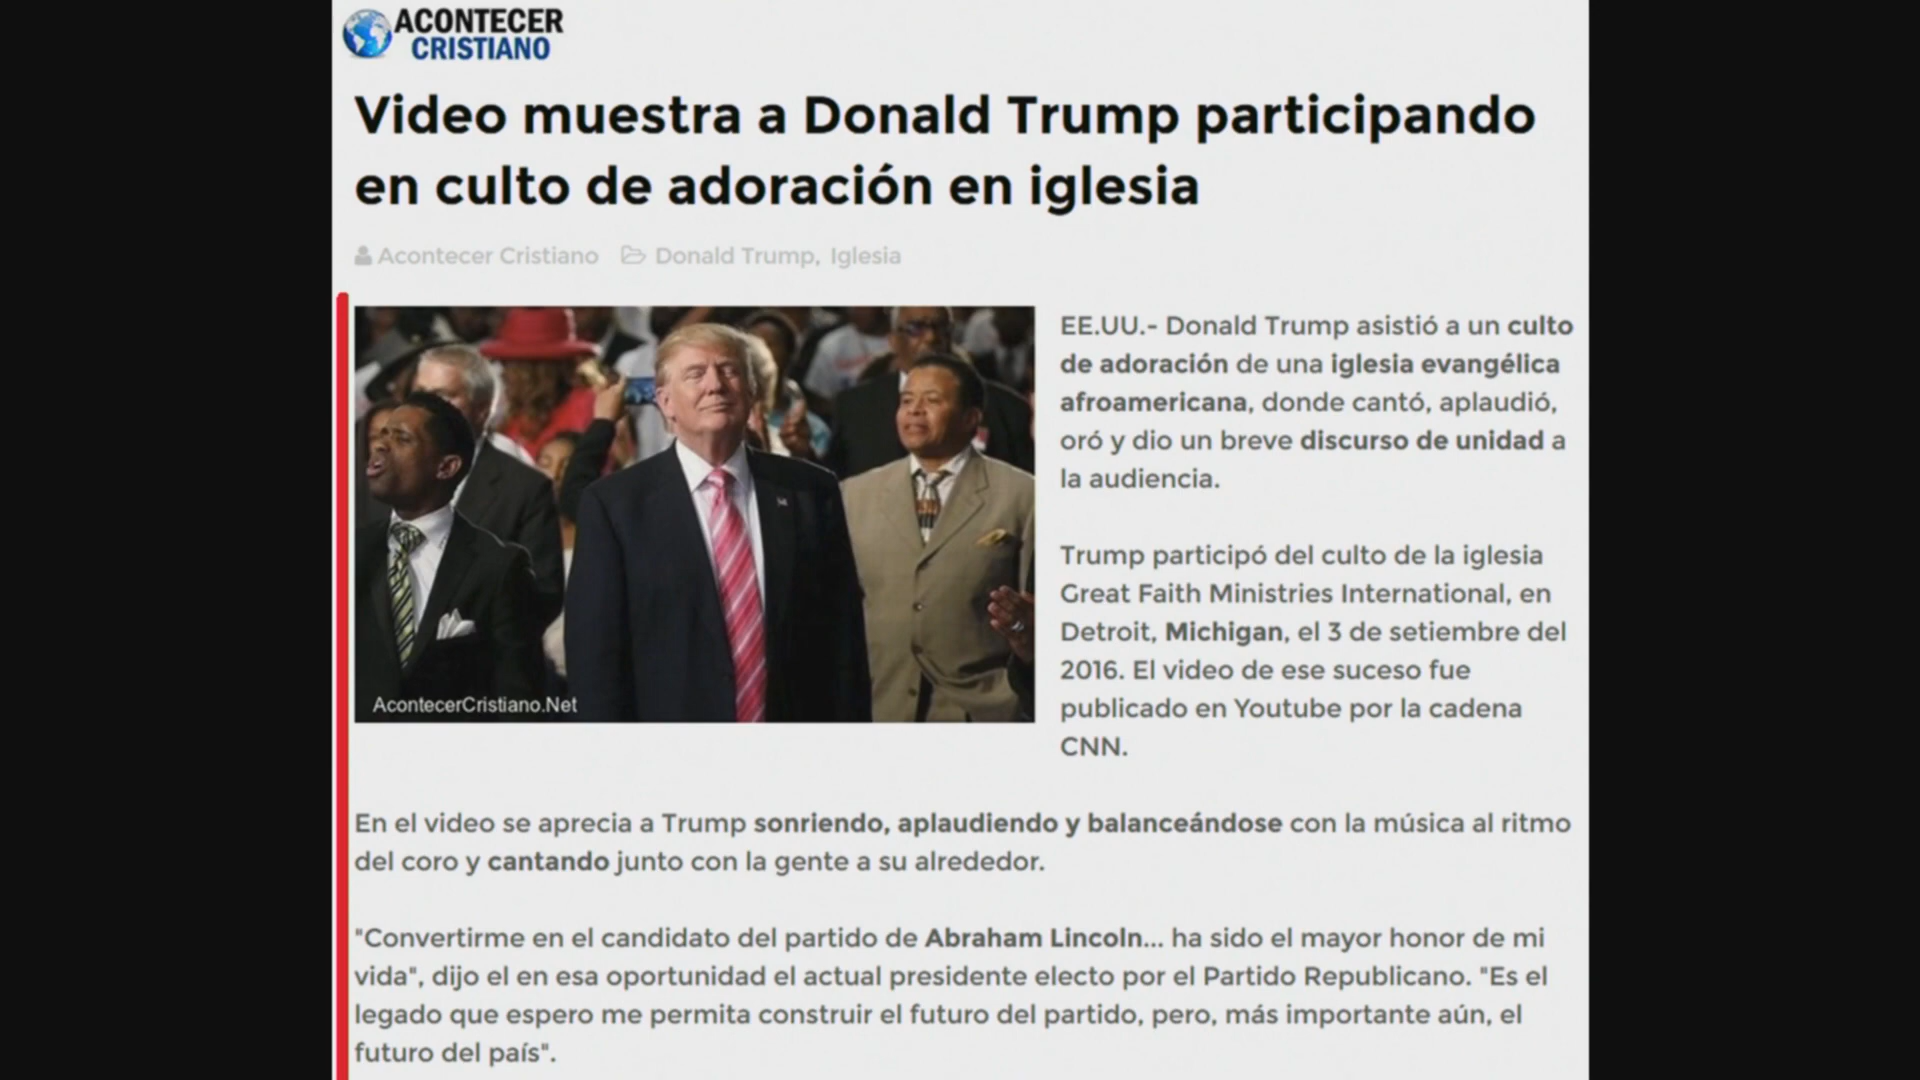 ACONTECER
CRISTIANO
Video muestra a Donald Trump participando
en culto de adoración en iglesia
Acontecer Cristiano Donald Trump, Iglesia
EE.UU.- Donald Trump asistió a un culto
de adoración de una iglesia evangélica
afroamericana, donde cantó, aplaudió,
oró y dio un breve discurso de unidad a
la audiencia.
Trump participó del culto de la iglesia
Great Faith Ministries International, en
Detroit, Michigan, el 3 de setiembre del
2016. El video de ese suceso fue
publicado en Youtube por la cadena
CNN.
AcontecerCristiano.Net
En el video se aprecia a Trump sonriendo, aplaudiendo y balanceándose con la música al ritmo
del coro y cantando junto con la gente a su alrededor.
"Convertirme en el candidato del partido de Abraham Lincoln... ha sido el mayor honor de mi
vida", dijo el en esa oportunidad el actual presidente electo por el Partido Republicano. "Es el
legado que espero me permita construir el futuro del partido, pero, más importante aún, el
futuro del país".